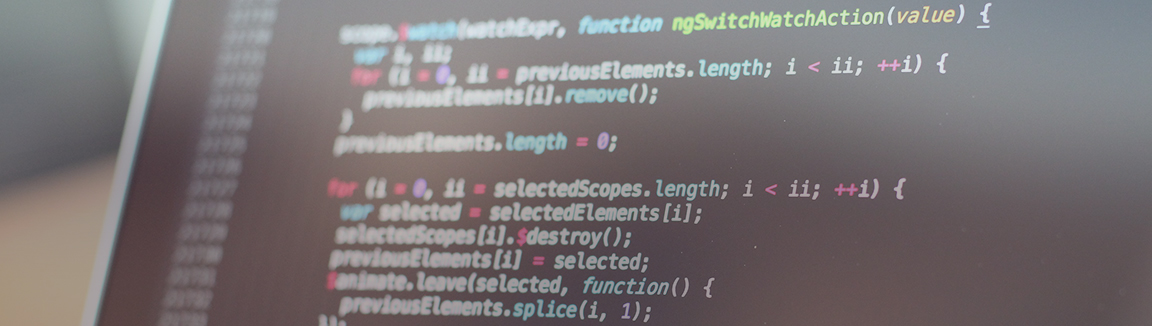 scope.$watch(watchExpr, function ngSwitchWatchAction(value) {
var i, ii;
for (i = 0, ii = previousElements.length; i < ii; ++i) {
previousElements[i].remove();
}
previousElements.length = 0;
for (i = 0, ii = selectedScopes.length; i < ii; ++i) {
var selected = selectedElements[i];
selectedScopes[i].$destroy();
previousElements[i] = selected;
$animate.leave(selected, function() {
previousElements.splice(i, 1);
});